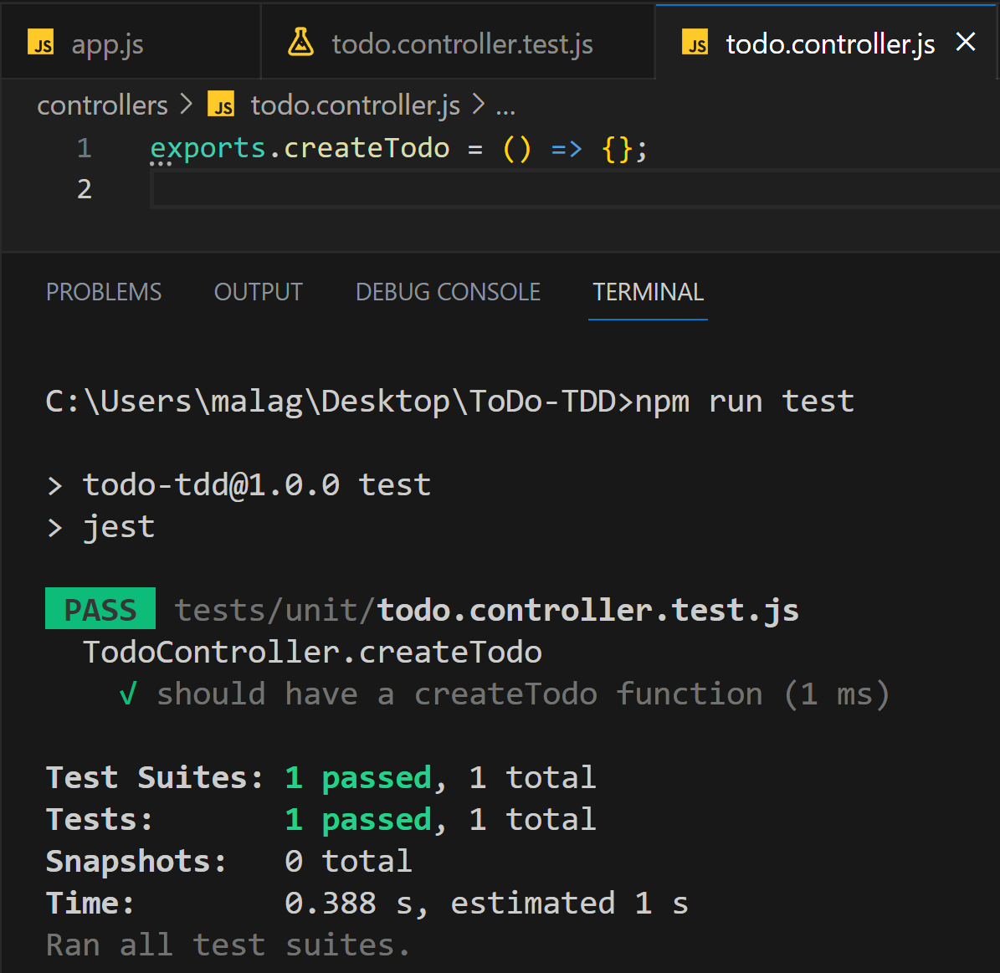 JS app.js todo.controller.test.js JS todo.controller.js ×
controllers > JS todo.controller.js > ...
1 exports.createTodo = () => {};
2
PROBLEMS OUTPUT DEBUG CONSOLE TERMINAL
C:\Users\malag\Desktop\ToDo-TDD>npm run test
> todo-tdd@1.0.0 test
> jest
PASS tests/unit/todo.controller.test.js
TodoController.createTodo
√ should have a createTodo function (1 ms)
Test Suites: 1 passed, 1 total
Tests: 1 passed, 1 total
Snapshots: 0 total
Time: 0.388 s, estimated 1 s
Ran all test suites.